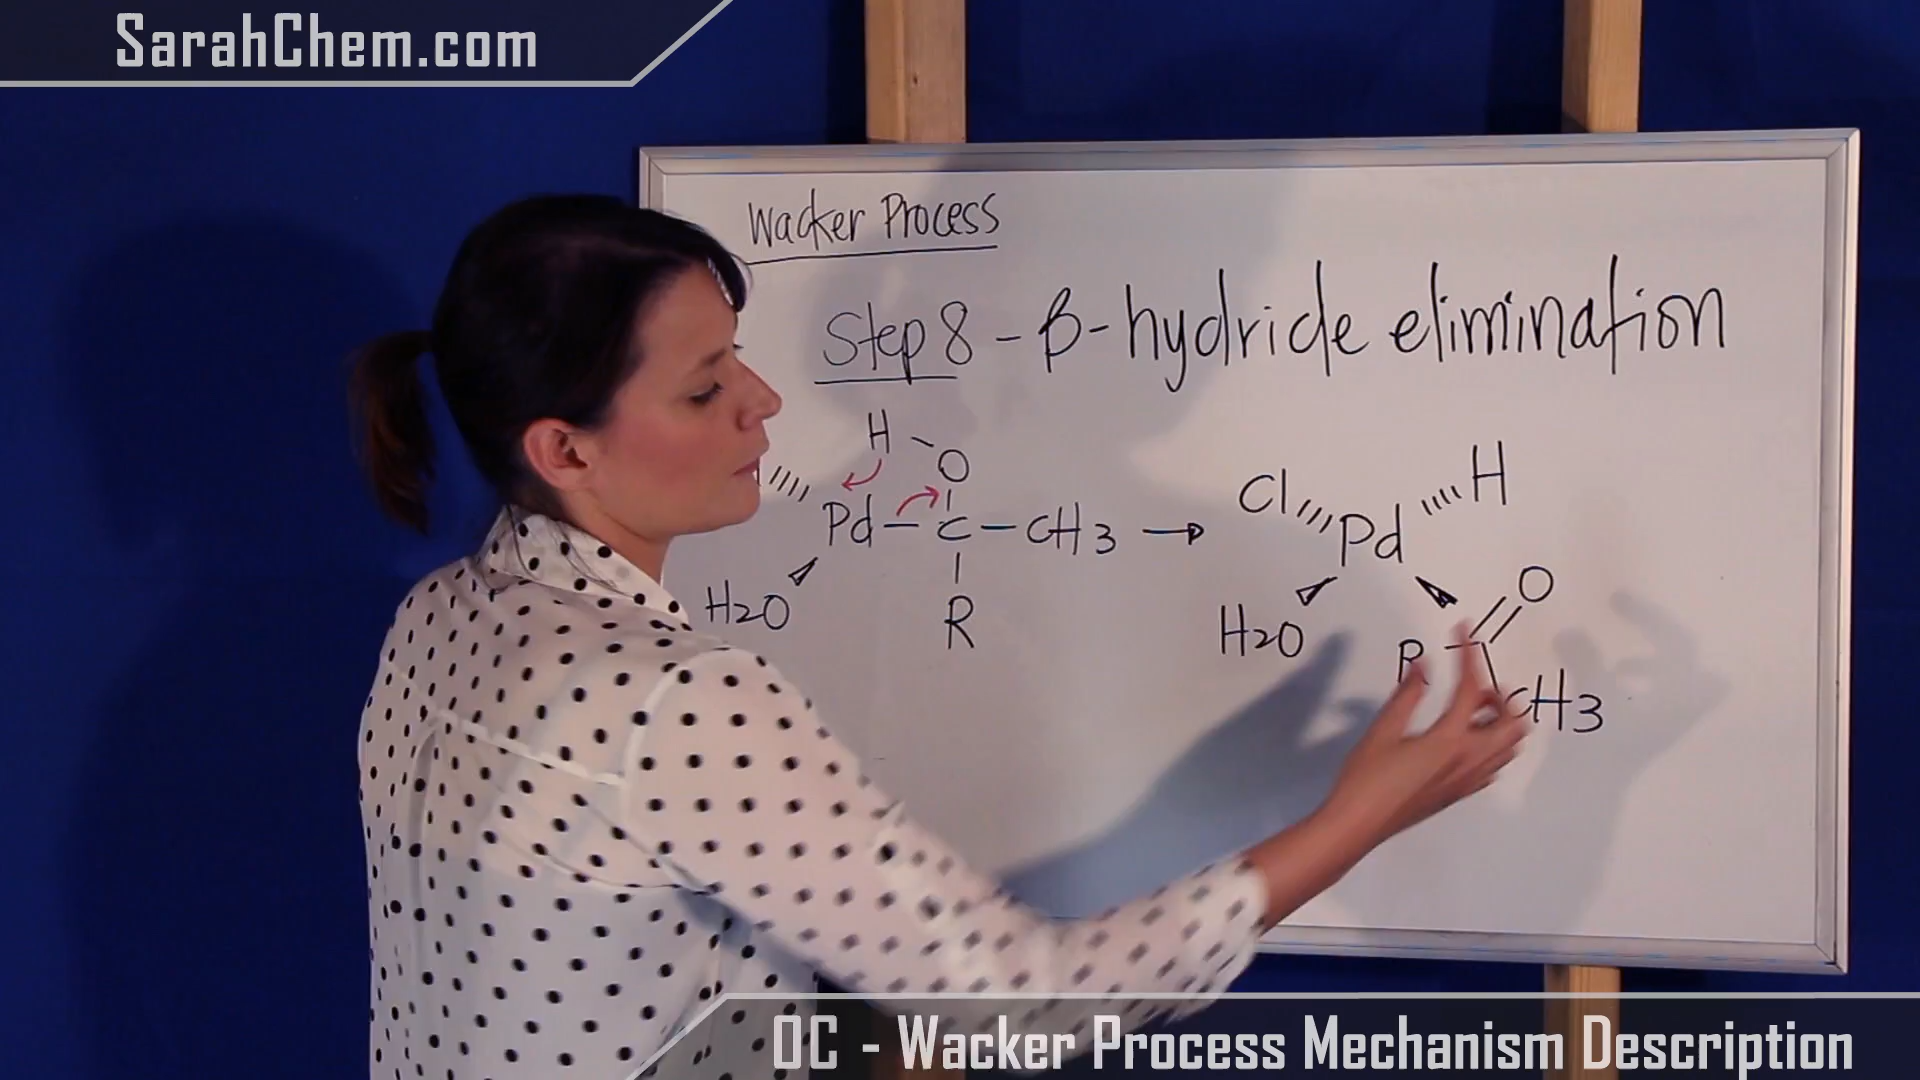 SarahChem.com
Wacker Process
Step 8 - β-hydride elimination
H O
Pd C CH3 →
H2O R
Cl Pd H
H2O R O CH3
OC - Wacker Process Mechanism Description